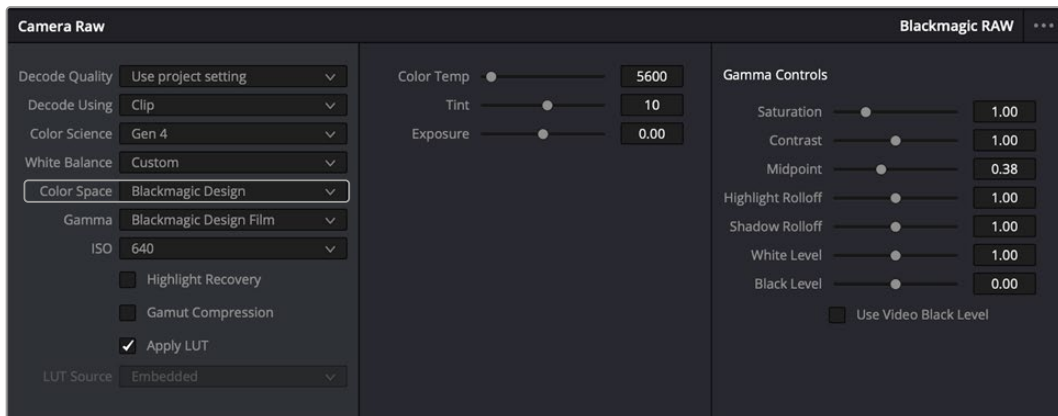 Camera Raw
Blackmagic RAW
Decode Quality Use project setting
Decode Using Clip
Color Science Gen 4
White Balance Custom
Color Space Blackmagic Design
Gamma Blackmagic Design Film
ISO 640
Highlight Recovery
Gamut Compression
Apply LUT
LUT Source Embedded
Color Temp 5600
Tint 10
Exposure 0.00
Gamma Controls
Saturation 1.00
Contrast 1.00
Midpoint 0.38
Highlight Rolloff 1.00
Shadow Rolloff 1.00
White Level 1.00
Black Level 0.00
Use Video Black Level